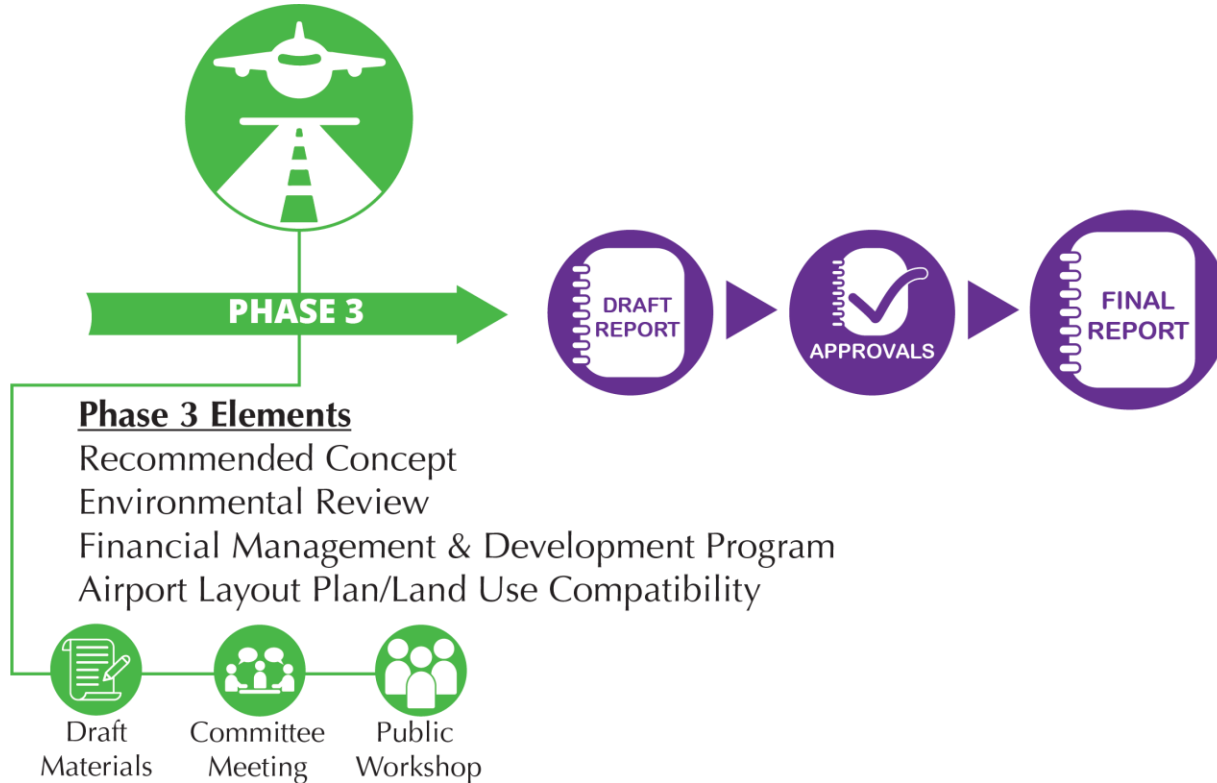 PHASE 3
DRAFT
REPORT
APPROVALS
FINAL
REPORT
Phase 3 Elements
Recommended Concept
Environmental Review
Financial Management & Development Program
Airport Layout Plan/Land Use Compatibility
Draft
Materials
Committee
Meeting
Public
Workshop